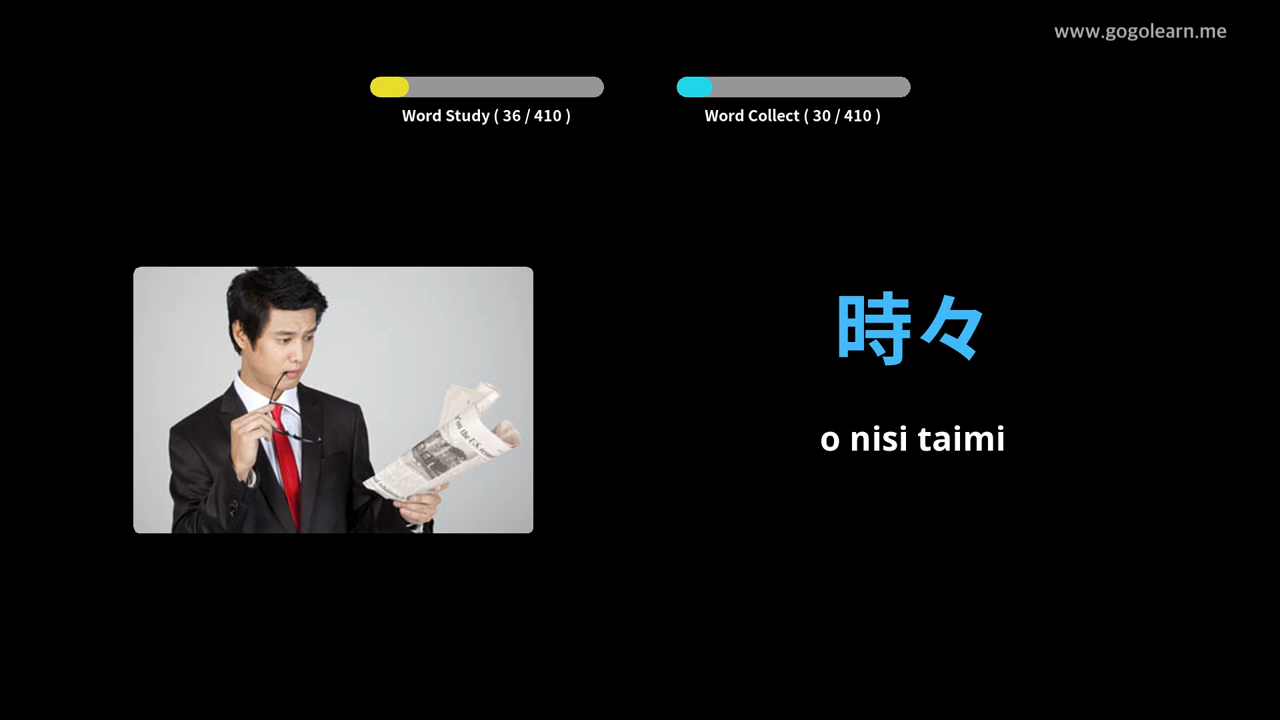 www.gogolearn.me
Word Study ( 36 / 410 )
Word Collect ( 30 / 410 )
時々
o nisi taimi